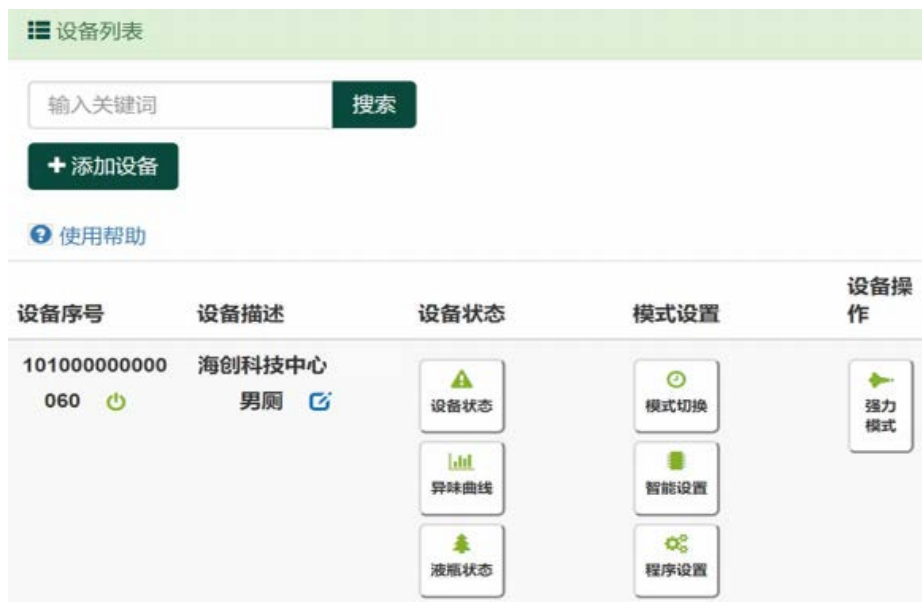 设备列表
输入关键词 搜索
添加设备
使用帮助
设备序号 设备描述 设备状态 模式设置 设备操
作
101000000000 海创科技中心
060 男厕
设备状态 模式切换 强力
模式
异味曲线 智能设置
液瓶状态 程序设置